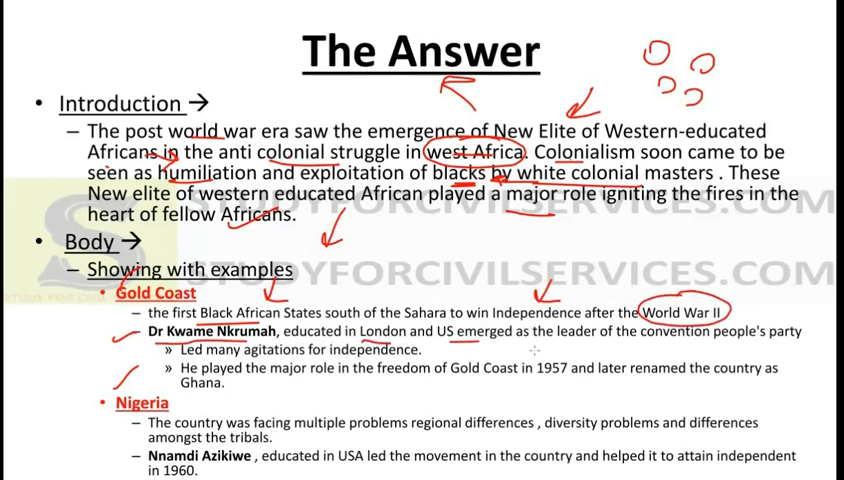 The Answer
• Introduction →
– The post world war era saw the emergence of New Elite of Western-educated
Africans in the anti colonial struggle in west Africa. Colonialism soon came to be
seen as humiliation and exploitation of blacks by white colonial masters . These
New elite of western educated African played a major role igniting the fires in the
heart of fellow Africans.
STUDYFORCIVILSERVICES.COM
• Body →
– Showing with examples
STUDYFORCIVILSERVICES.COM
• Gold Coast
– the first Black African States south of the Sahara to win Independence after the World War II
– Dr Kwame Nkrumah, educated in London and US emerged as the leader of the convention people's party
» Led many agitations for independence.
» He played the major role in the freedom of Gold Coast in 1957 and later renamed the country as
Ghana.
• Nigeria
– The country was facing multiple problems regional differences , diversity problems and differences
amongst the tribals.
– Nnamdi Azikiwe , educated in USA led the movement in the country and helped it to attain independent
in 1960.